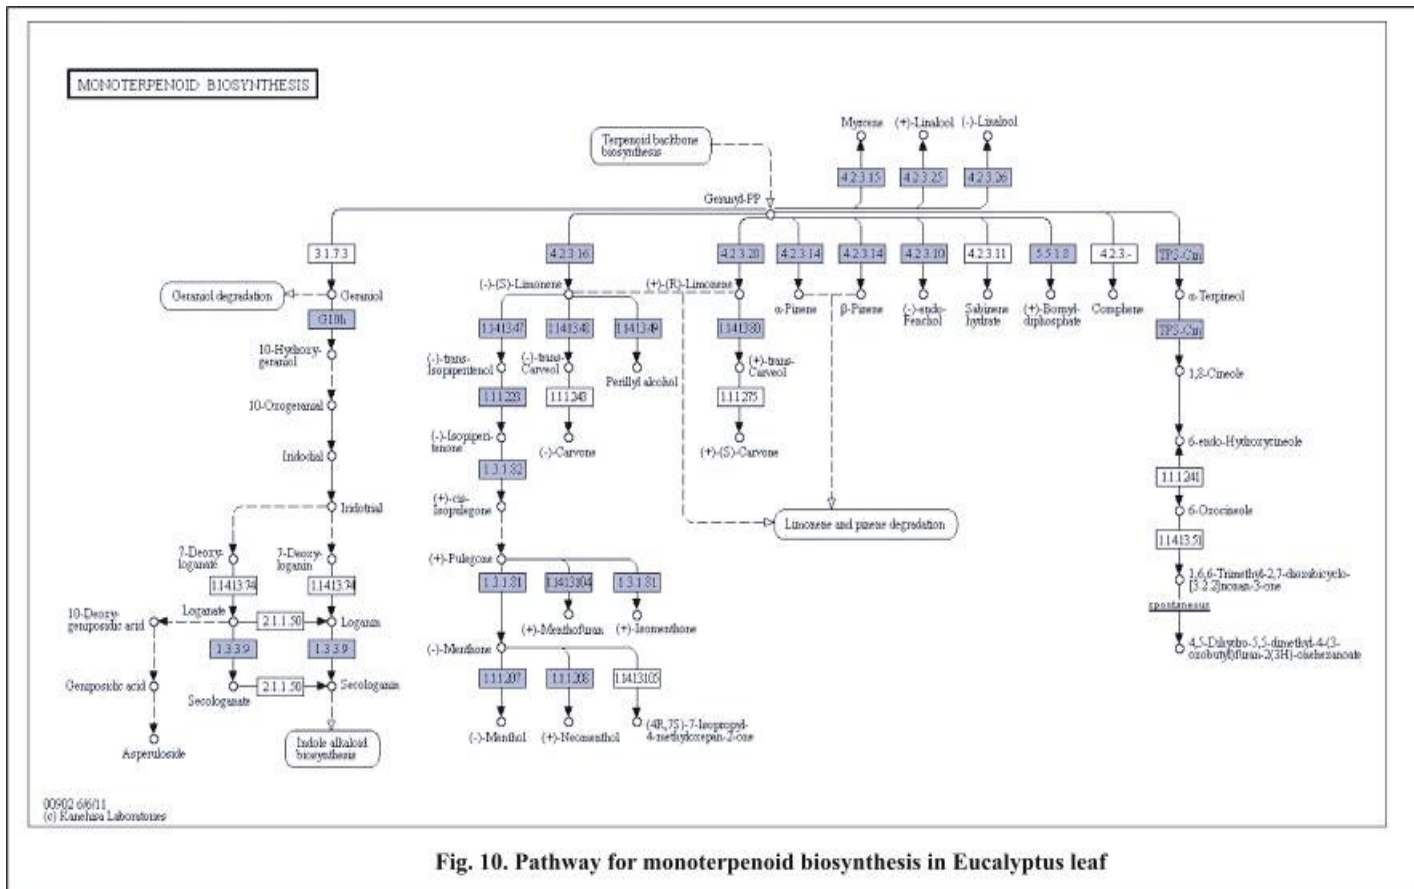 MONOTERPENOID BIOSYNTHESIS
Myrcene
(+)-Linalool
(-)-Linalool
Terpenoid backbone
biosynthesis
4.2.3.15
4.2.3.25
4.2.3.26
Geranyl-PP
3.1.7.3
4.2.3.16
4.2.3.20
4.2.3.14
4.2.3.14
4.2.3.10
4.2.3.11
5.5.1.8
4.2.3.-
TPS-Cin
Geraniol degradation
Geraniol
(-)-(S)-Limonene
(+)-(R)-Limonene
α-Pinene
β-Pinene
(-)-endo-
Fenchol
Sabinene
hydrate
(+)-Bornyl-
diphosphate
Camphene
α-Terpineol
G10h
1.14.13.47
1.14.13.48
1.14.13.49
1.14.13.80
TPS-Cin
10-Hydroxy-
geraniol
(-)-trans-
Isopiperitenol
(-)-trans-
Carveol
Perillyl alcohol
(+)-trans-
Carveol
1,8-Cineole
1.1.1.223
1.1.1.243
1.1.1.275
10-Oxogeranial
(-)-Isopiperi-
tenone
(-)-Carvone
(+)-(S)-Carvone
6-endo-Hydroxycineole
Iridodial
1.3.1.82
1.1.1.241
(+)-cis-
Isopulegone
Iridotrial
Limonene and pinene degradation
6-Oxocineole
1.14.13.51
7-Deoxy-
loganate
7-Deoxy-
loganin
(+)-Pulegone
1.14.13.74
1.14.13.74
1.3.1.81
1.14.13.104
1.3.1.81
1,6,6-Trimethyl-2,7-dioxabicyclo-
[3.2.2]nonan-3-one
spontaneous
10-Deoxy-
geniposidic acid
Loganate
2.1.1.50
Loganin
(+)-Menthofuran
(+)-Isomenthone
1.3.3.9
1.3.3.9
(-)-Menthone
4,5-Dihydro-5,5-dimethyl-4-(3-
oxobutyl)furan-2(3H)-one
Geniposidic acid
Secologanate
2.1.1.50
Secologanin
1.1.1.207
1.1.1.208
1.14.13.105
(-)-Menthol
(+)-Neomenthol
(4R,7S)-7-Isopropyl-
4-methyloxepan-2-one
Asperuloside
Indole alkaloid
biosynthesis
00902 6/6/11
(c) Kanehisa Laboratories
Fig. 10. Pathway for monoterpenoid biosynthesis in Eucalyptus leaf